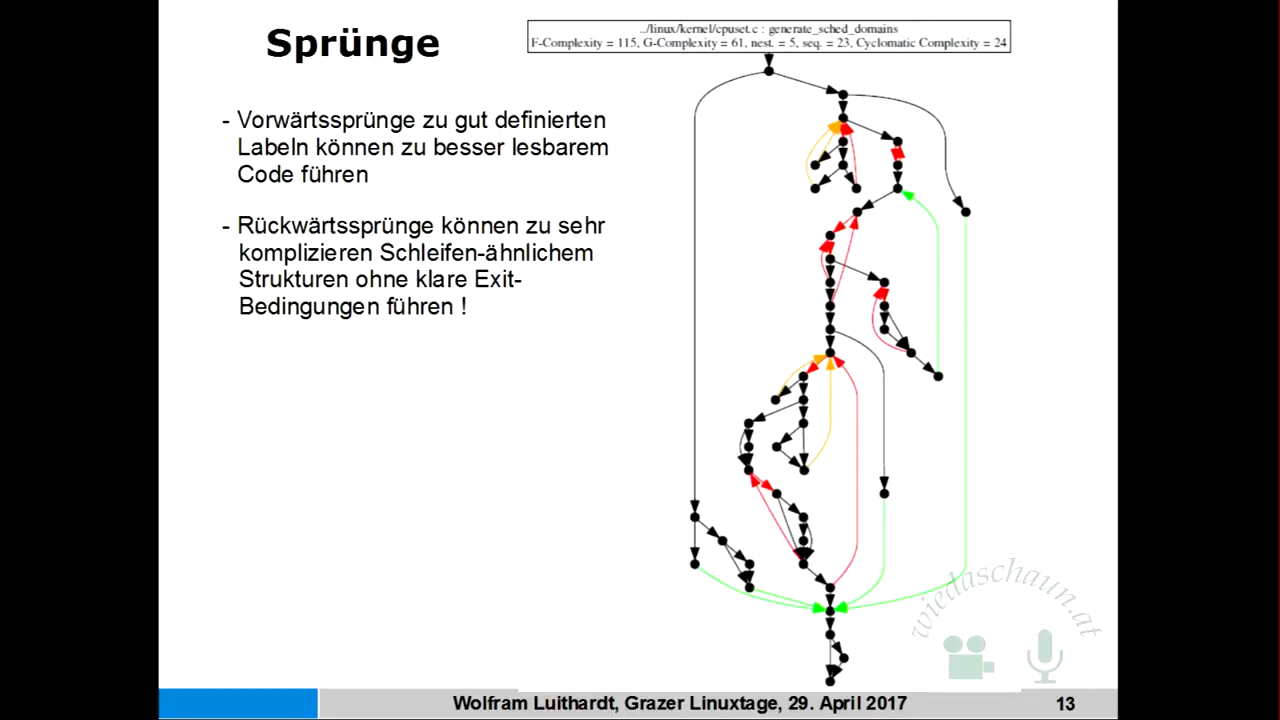 Sprünge
../linux/kernel/cpuset.c : generate_sched_domains
F-Complexity = 115, G-Complexity = 61, nest. = 5, seq. = 23, Cyclomatic Complexity = 24
- Vorwärtssprünge zu gut definierten
Labeln können zu besser lesbarem
Code führen
- Rückwärtssprünge können zu sehr
komplizieren Schleifen-ähnlichem
Strukturen ohne klare Exit-
Bedingungen führen !
wiedaschaun.at
Wolfram Luithardt, Grazer Linuxtage, 29. April 2017
13